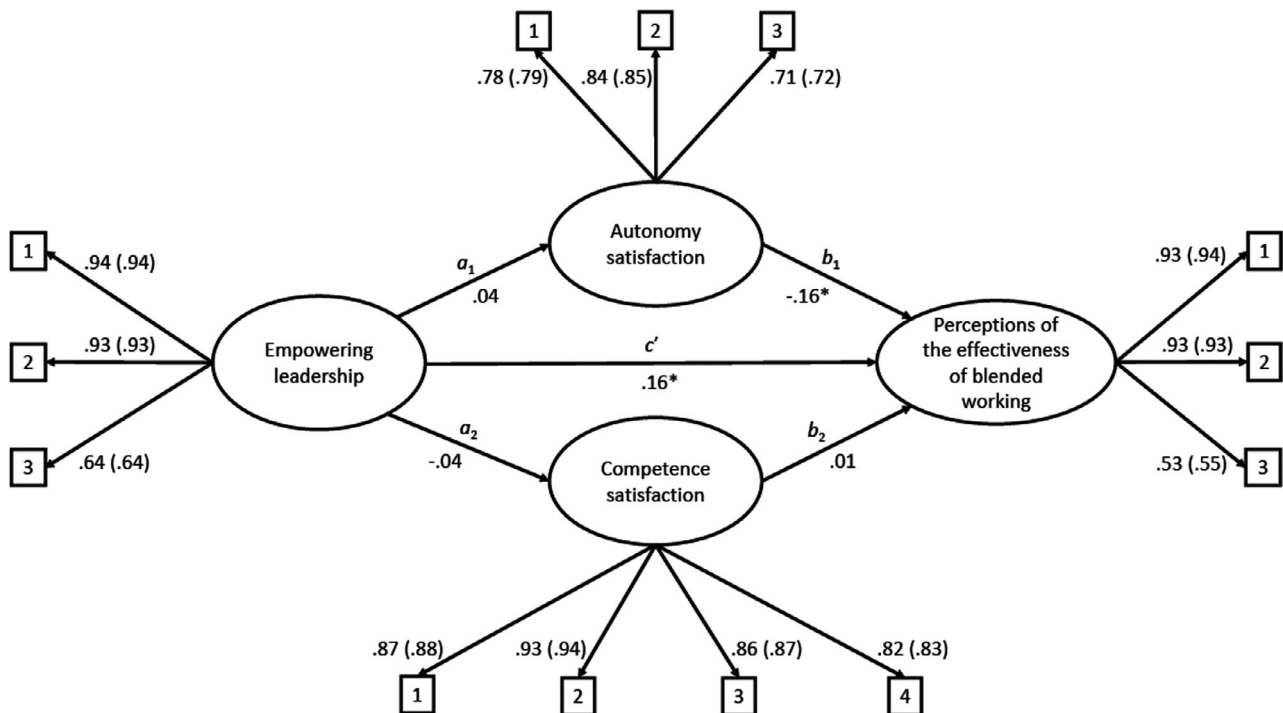 1
2
3
.78 (.79)
.84 (.85)
.71 (.72)
Autonomy
satisfaction
1
2
3
.94 (.94)
.93 (.93)
.64 (.64)
Empowering
leadership
a1
.04
b1
-.16*
c′
.16*
a2
-.04
b2
.01
Perceptions of
the effectiveness
of blended
working
.93 (.94)
.93 (.93)
.53 (.55)
1
2
3
Competence
satisfaction
.87 (.88)
.93 (.94)
.86 (.87)
.82 (.83)
1
2
3
4